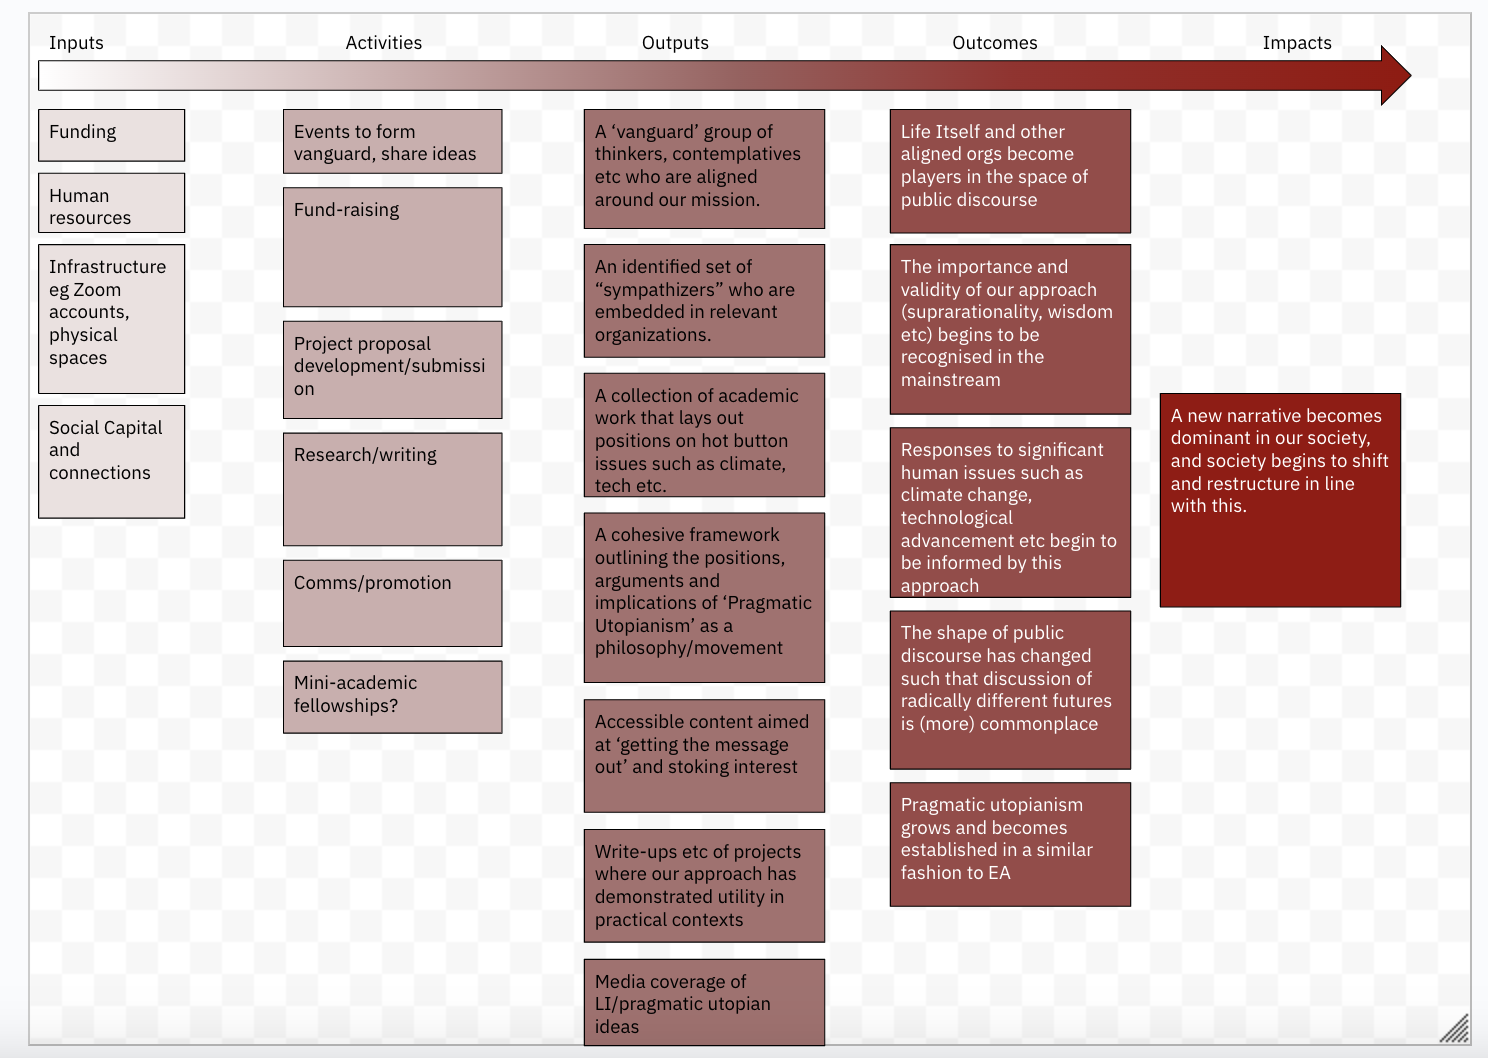 Inputs
Activities
Outputs
Outcomes
Impacts
Funding
Human
resources
Infrastructure
eg Zoom
accounts,
physical
spaces
Social Capital
and
connections
Events to form
vanguard, share ideas
Fund-raising
Project proposal
development/submissi
on
Research/writing
Comms/promotion
Mini-academic
fellowships?
A ‘vanguard’ group of
thinkers, contemplatives
etc who are aligned
around our mission.
An identified set of
“sympathizers” who are
embedded in relevant
organizations.
A collection of academic
work that lays out
positions on hot button
issues such as climate,
tech etc.
A cohesive framework
outlining the positions,
arguments and
implications of ‘Pragmatic
Utopianism’ as a
philosophy/movement
Accessible content aimed
at ‘getting the message
out’ and stoking interest
Write-ups etc of projects
where our approach has
demonstrated utility in
practical contexts
Media coverage of
LI/pragmatic utopian
ideas
Life Itself and other
aligned orgs become
players in the space of
public discourse
The importance and
validity of our approach
(suprarationality, wisdom
etc) begins to be
recognised in the
mainstream
Responses to significant
human issues such as
climate change,
technological
advancement etc begin to
be informed by this
approach
The shape of public
discourse has changed
such that discussion of
radically different futures
is (more) commonplace
Pragmatic utopianism
grows and becomes
established in a similar
fashion to EA
A new narrative becomes
dominant in our society,
and society begins to shift
and restructure in line
with this.